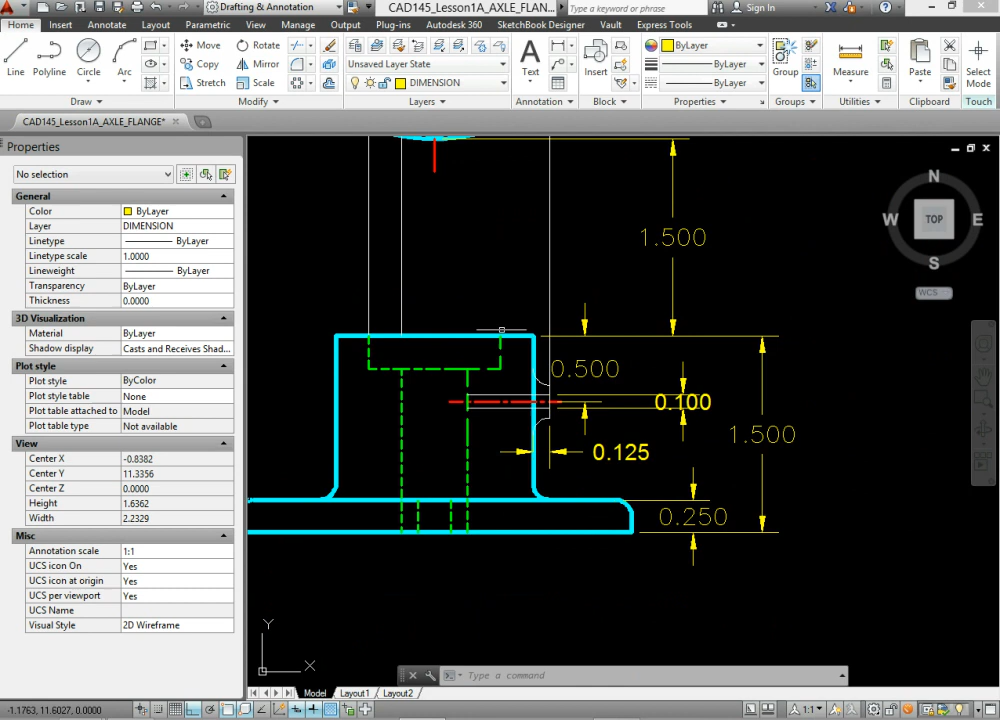 Drafting & Annotation CAD145_Lesson1A_AXLE_FLAN... Type a keyword or phrase Sign In
Home Insert Annotate Layout Parametric View Manage Output Plug-ins Autodesk 360 SketchBook Designer Vault Express Tools
Line Polyline Circle Arc
Move Rotate
Copy Mirror
Stretch Scale
Unsaved Layer State
DIMENSION
Text
Insert
ByLayer
ByLayer
ByLayer
Group
Measure
Paste
Select Mode
Draw Modify Layers Annotation Block Properties Groups Utilities Clipboard Touch
CAD145_Lesson1A_AXLE_FLANGE*
Properties
No selection
General
Color ByLayer
Layer DIMENSION
Linetype ByLayer
Linetype scale 1.0000
Lineweight ByLayer
Transparency ByLayer
Thickness 0.0000
3D Visualization
Material ByLayer
Shadow display Casts and Receives Shad...
Plot style
Plot style ByColor
Plot style table None
Plot table attached to Model
Plot table type Not available
View
Center X -0.8382
Center Y 11.3356
Center Z 0.0000
Height 1.6362
Width 2.2329
Misc
Annotation scale 1:1
UCS icon On Yes
UCS icon at origin Yes
UCS per viewport Yes
UCS Name
Visual Style 2D Wireframe
N
W TOP E
S
WCS
1.500
0.500
0.100
1.500
0.125
0.250
Y
X
Type a command
Model Layout1 Layout2
-1.1763, 11.6027, 0.0000 1:1